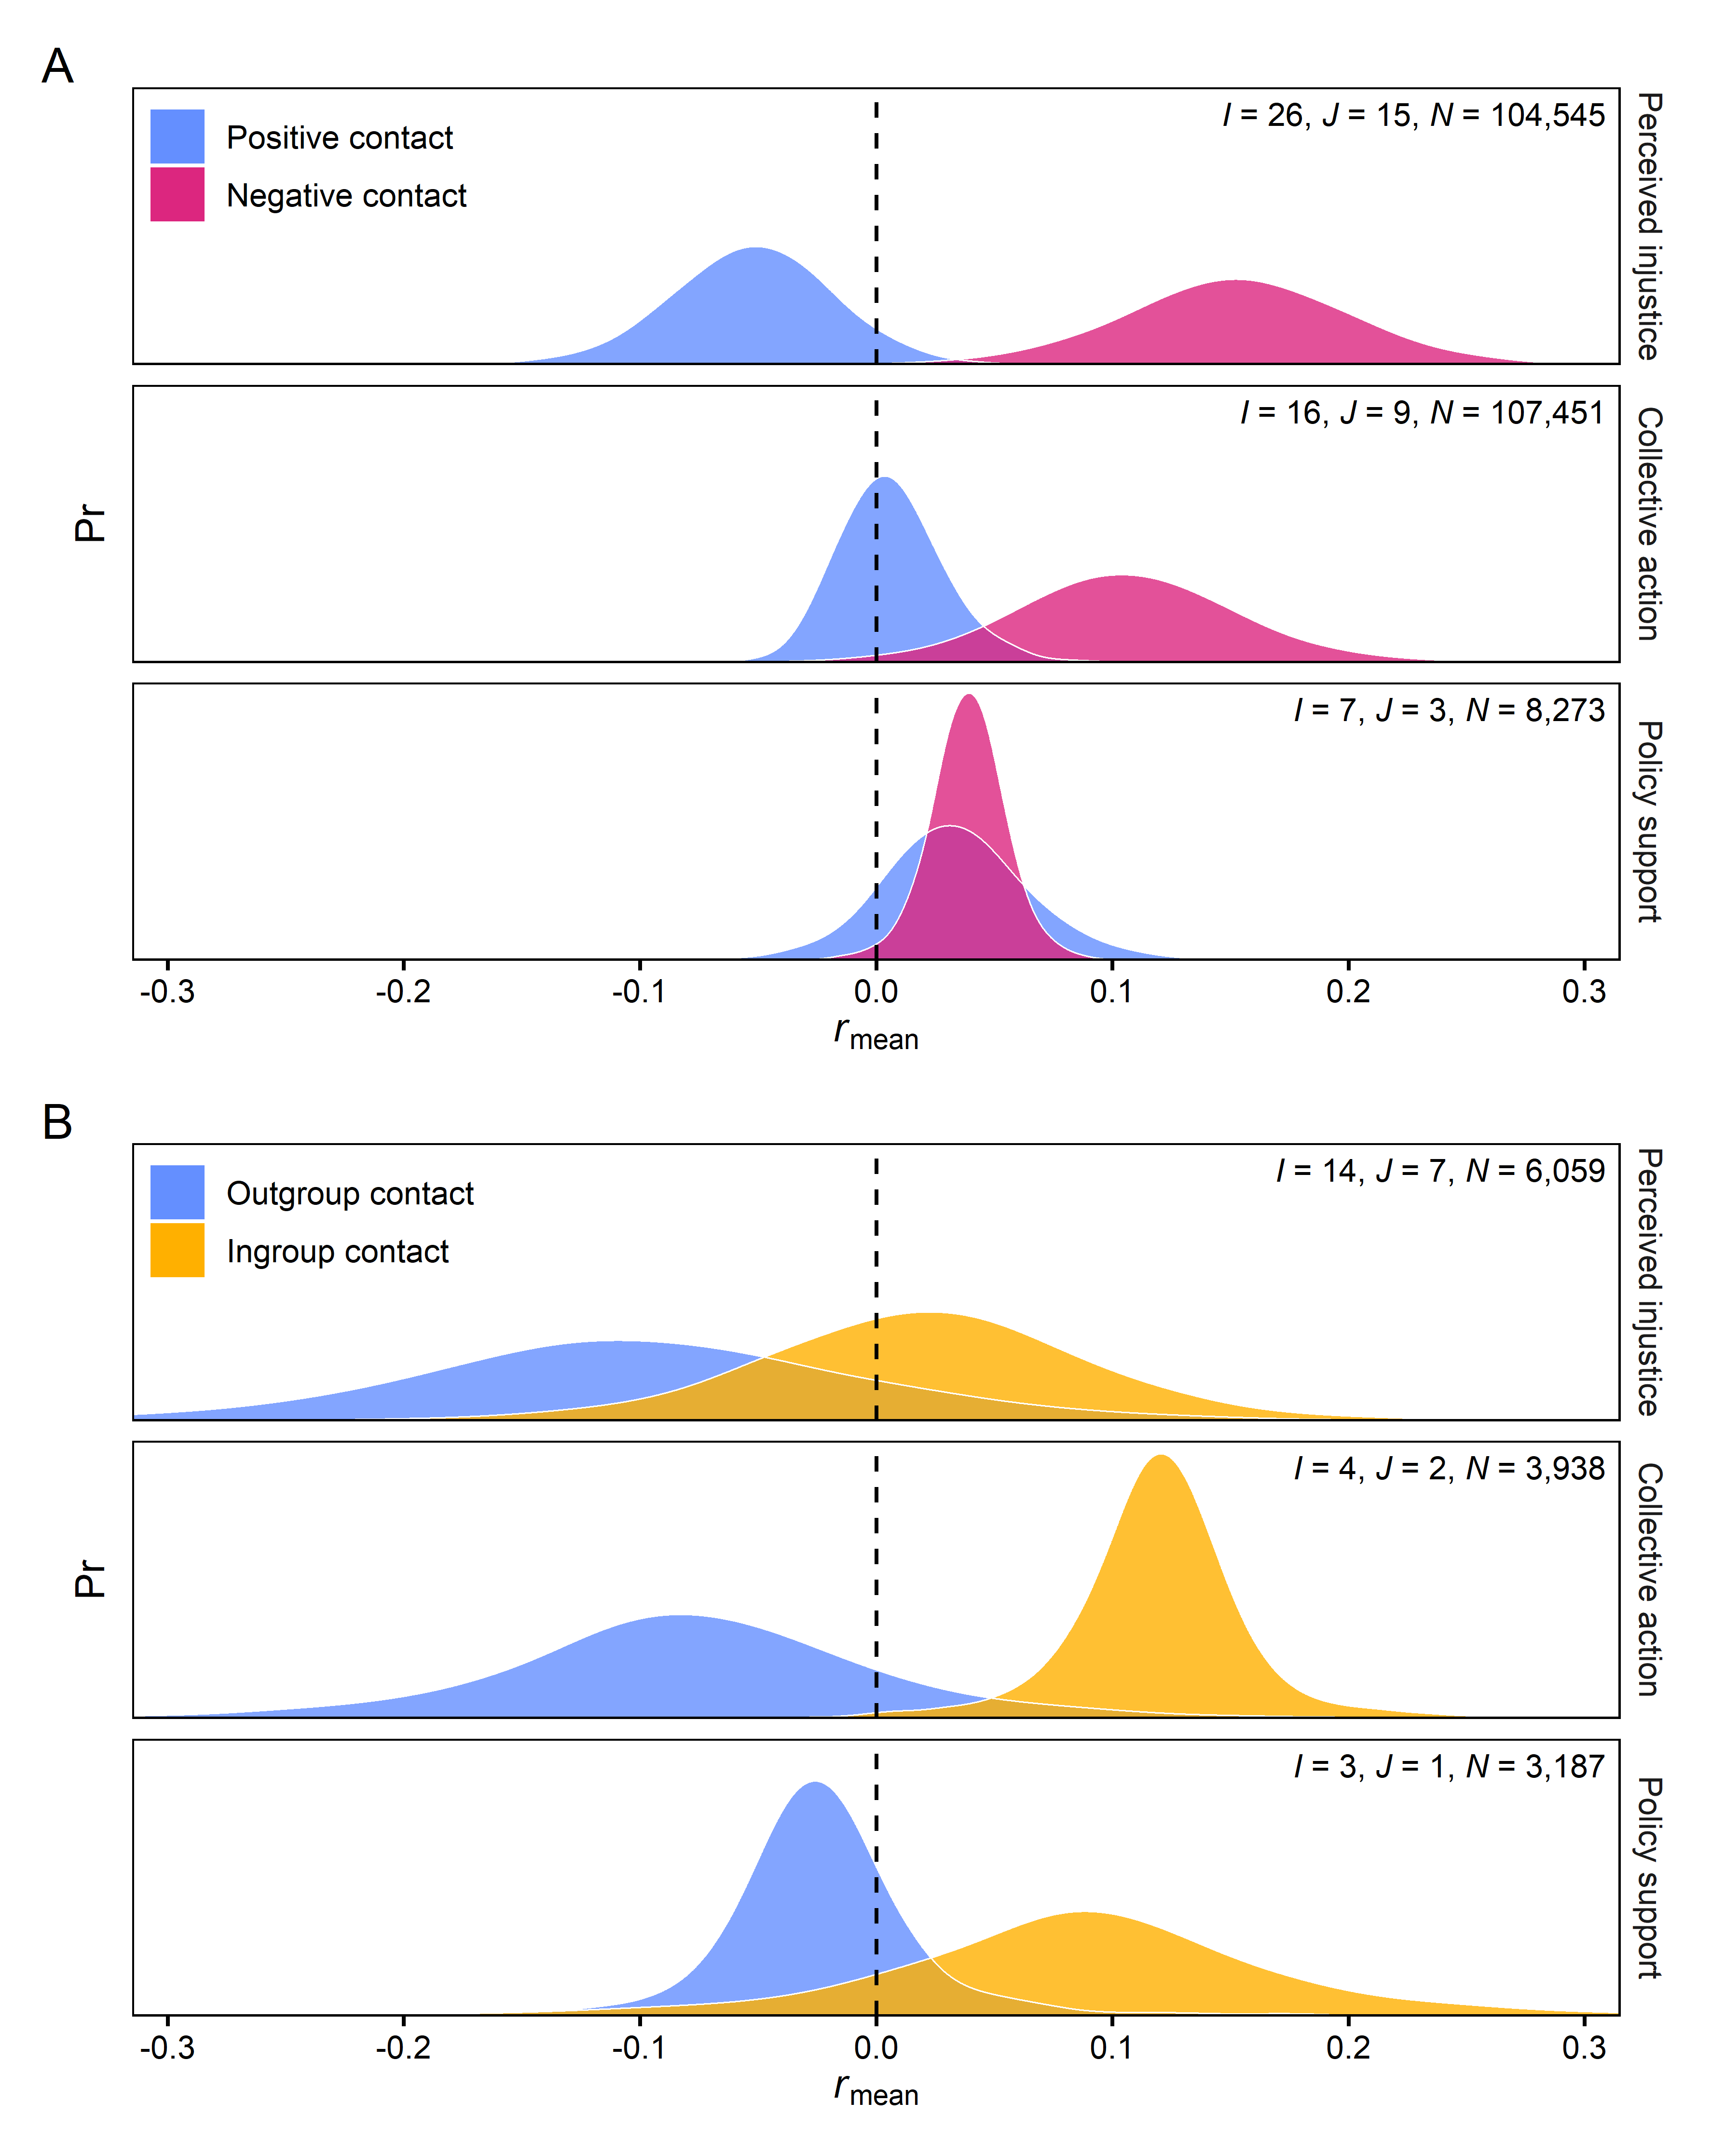 A
Positive contact
Negative contact
I = 26, J = 15, N = 104,545
Perceived injustice
I = 16, J = 9, N = 107,451
Collective action
I = 7, J = 3, N = 8,273
Policy support
Pr
-0.3 -0.2 -0.1 0.0 0.1 0.2 0.3
rmean
B
Outgroup contact
Ingroup contact
I = 14, J = 7, N = 6,059
Perceived injustice
I = 4, J = 2, N = 3,938
Collective action
I = 3, J = 1, N = 3,187
Policy support
Pr
-0.3 -0.2 -0.1 0.0 0.1 0.2 0.3
rmean